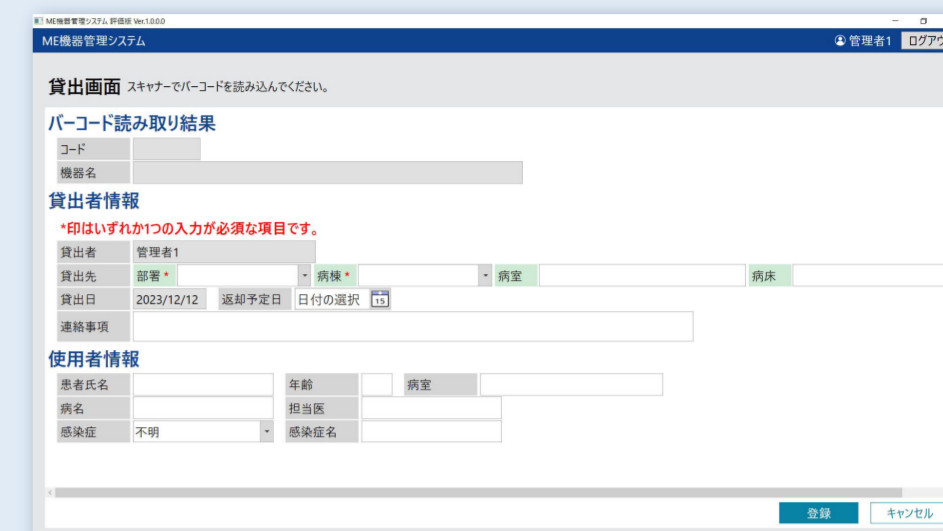 ME機器管理システム 評価版 Ver.1.0.0.0
ME機器管理システム 管理者1 ログアウ
貸出画面 スキャナーでバーコードを読み込んでください。
バーコード読み取り結果
コード
機器名
貸出者情報
*印はいずれか1つの入力が必須な項目です。
貸出者 管理者1
貸出先 部署* 病棟* 病室 病床
貸出日 2023/12/12 返却予定日 日付の選択 15
連絡事項
使用者情報
患者氏名 年齢 病室
病名 担当医
感染症 不明 感染症名
登録 キャンセル